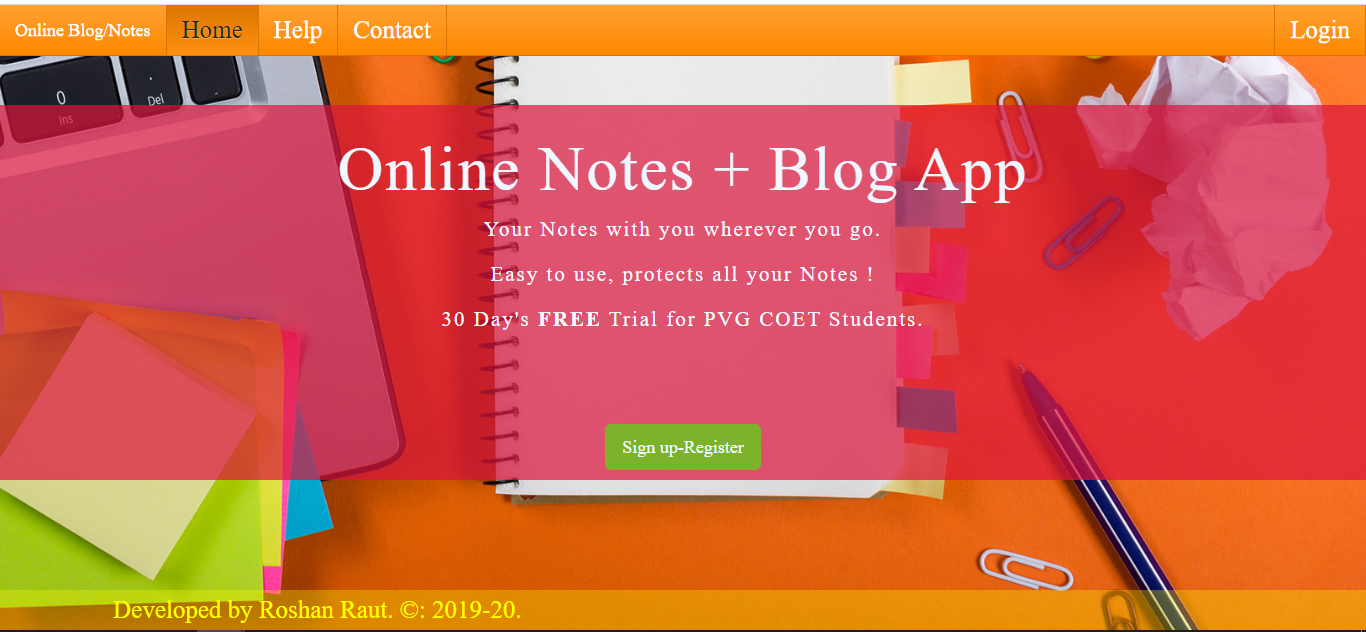 Online Blog/Notes Home Help Contact Login
0
Ins
.
Del
Online Notes + Blog App
Your Notes with you wherever you go.
Easy to use, protects all your Notes !
30 Day's FREE Trial for PVG COET Students.
Sign up-Register
Developed by Roshan Raut. ©: 2019-20.